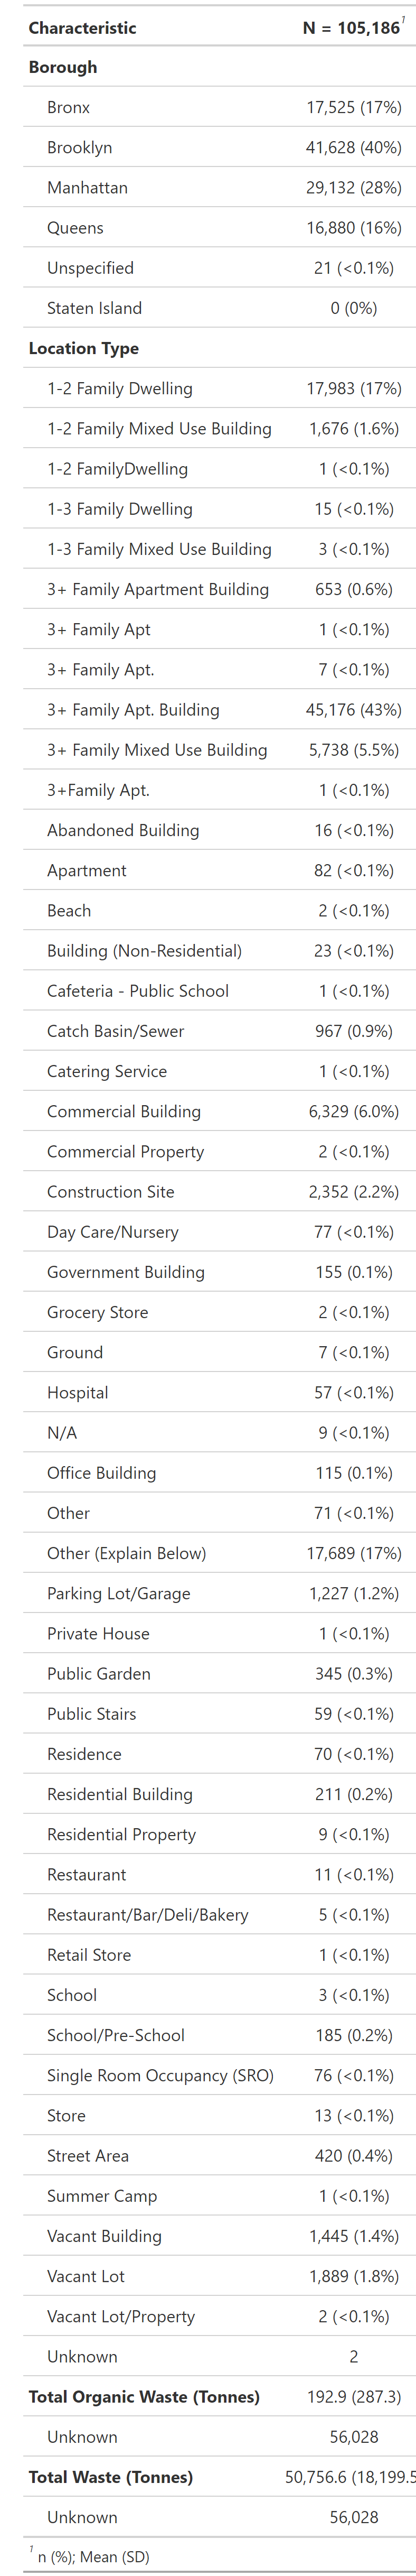 Characteristic N = 105,186¹
Borough
Bronx 17,525 (17%)
Brooklyn 41,628 (40%)
Manhattan 29,132 (28%)
Queens 16,880 (16%)
Unspecified 21 (<0.1%)
Staten Island 0 (0%)
Location Type
1-2 Family Dwelling 17,983 (17%)
1-2 Family Mixed Use Building 1,676 (1.6%)
1-2 FamilyDwelling 1 (<0.1%)
1-3 Family Dwelling 15 (<0.1%)
1-3 Family Mixed Use Building 3 (<0.1%)
3+ Family Apartment Building 653 (0.6%)
3+ Family Apt 1 (<0.1%)
3+ Family Apt. 7 (<0.1%)
3+ Family Apt. Building 45,176 (43%)
3+ Family Mixed Use Building 5,738 (5.5%)
3+Family Apt. 1 (<0.1%)
Abandoned Building 16 (<0.1%)
Apartment 82 (<0.1%)
Beach 2 (<0.1%)
Building (Non-Residential) 23 (<0.1%)
Cafeteria - Public School 1 (<0.1%)
Catch Basin/Sewer 967 (0.9%)
Catering Service 1 (<0.1%)
Commercial Building 6,329 (6.0%)
Commercial Property 2 (<0.1%)
Construction Site 2,352 (2.2%)
Day Care/Nursery 77 (<0.1%)
Government Building 155 (0.1%)
Grocery Store 2 (<0.1%)
Ground 7 (<0.1%)
Hospital 57 (<0.1%)
N/A 9 (<0.1%)
Office Building 115 (0.1%)
Other 71 (<0.1%)
Other (Explain Below) 17,689 (17%)
Parking Lot/Garage 1,227 (1.2%)
Private House 1 (<0.1%)
Public Garden 345 (0.3%)
Public Stairs 59 (<0.1%)
Residence 70 (<0.1%)
Residential Building 211 (0.2%)
Residential Property 9 (<0.1%)
Restaurant 11 (<0.1%)
Restaurant/Bar/Deli/Bakery 5 (<0.1%)
Retail Store 1 (<0.1%)
School 3 (<0.1%)
School/Pre-School 185 (0.2%)
Single Room Occupancy (SRO) 76 (<0.1%)
Store 13 (<0.1%)
Street Area 420 (0.4%)
Summer Camp 1 (<0.1%)
Vacant Building 1,445 (1.4%)
Vacant Lot 1,889 (1.8%)
Vacant Lot/Property 2 (<0.1%)
Unknown 2
Total Organic Waste (Tonnes) 192.9 (287.3)
Unknown 56,028
Total Waste (Tonnes) 50,756.6 (18,199.5
Unknown 56,028
¹ n (%); Mean (SD)